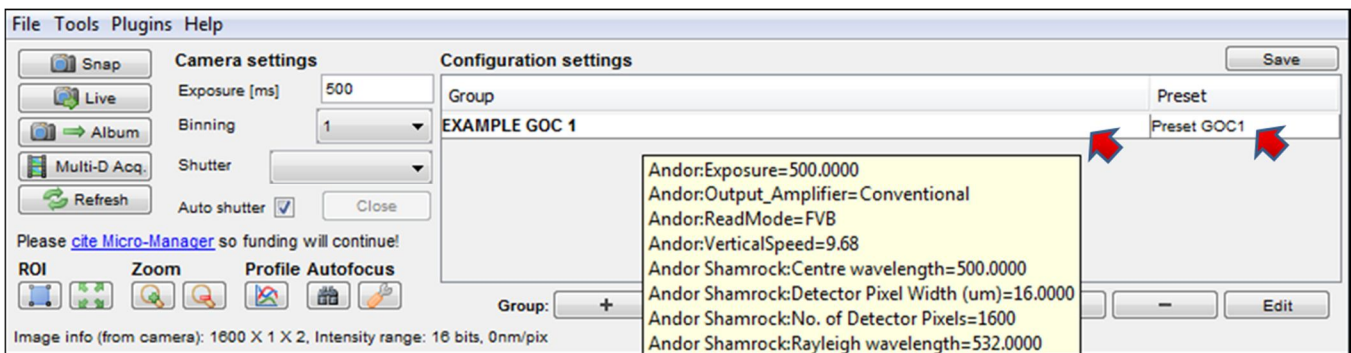 File Tools Plugins Help
Snap
Live
Album
Multi-D Acq.
Refresh
Camera settings
Exposure [ms] 500
Binning 1
Shutter
Auto shutter Close
Configuration settings Save
Group Preset
EXAMPLE GOC 1 Preset GOC1
Andor:Exposure=500.0000
Andor:Output_Amplifier=Conventional
Andor:ReadMode=FVB
Andor:VerticalSpeed=9.68
Andor Shamrock:Centre wavelength=500.0000
Andor Shamrock:Detector Pixel Width (um)=16.0000
Andor Shamrock:No. of Detector Pixels=1600
Andor Shamrock:Rayleigh wavelength=532.0000
Please cite Micro-Manager so funding will continue!
ROI Zoom Profile Autofocus
Group: + − Edit
Image info (from camera): 1600 X 1 X 2, Intensity range: 16 bits, 0nm/pix